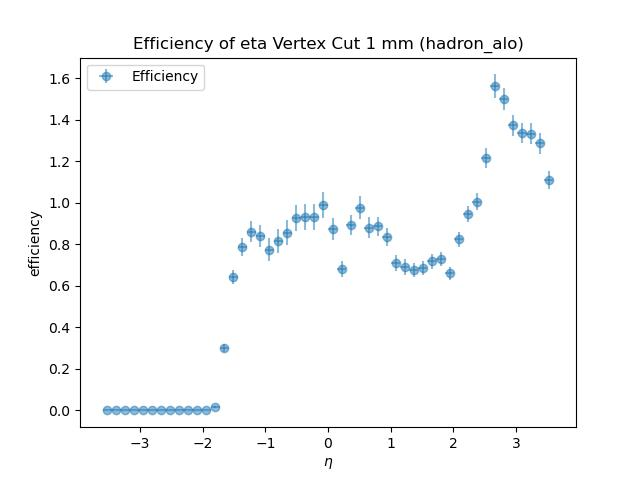 Efficiency of eta Vertex Cut 1 mm (hadron_alo)
Efficiency
1.6
1.4
1.2
1.0
0.8
0.6
0.4
0.2
0.0
efficiency
−3 −2 −1 0 1 2 3
η